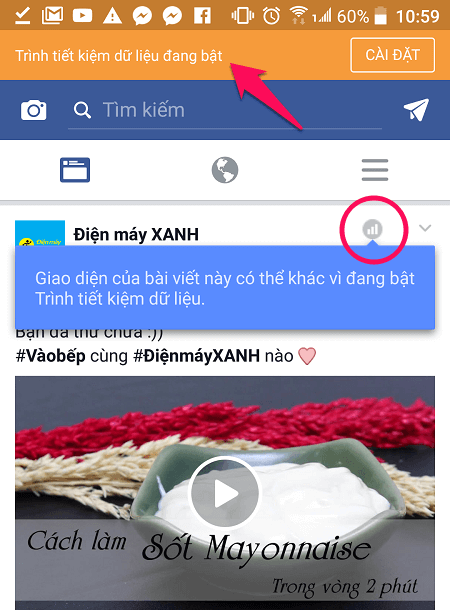 60% 10:59
Trình tiết kiệm dữ liệu đang bật
CÀI ĐẶT
Tìm kiếm
Điện máy XANH
Giao diện của bài viết này có thể khác vì đang bật
Trình tiết kiệm dữ liệu.
Bạn đã thử chưa :))
#Vàobếp cùng #ĐiệnmáyXANH nào
Cách làm Sốt Mayonnaise
Trong vòng 2 phút